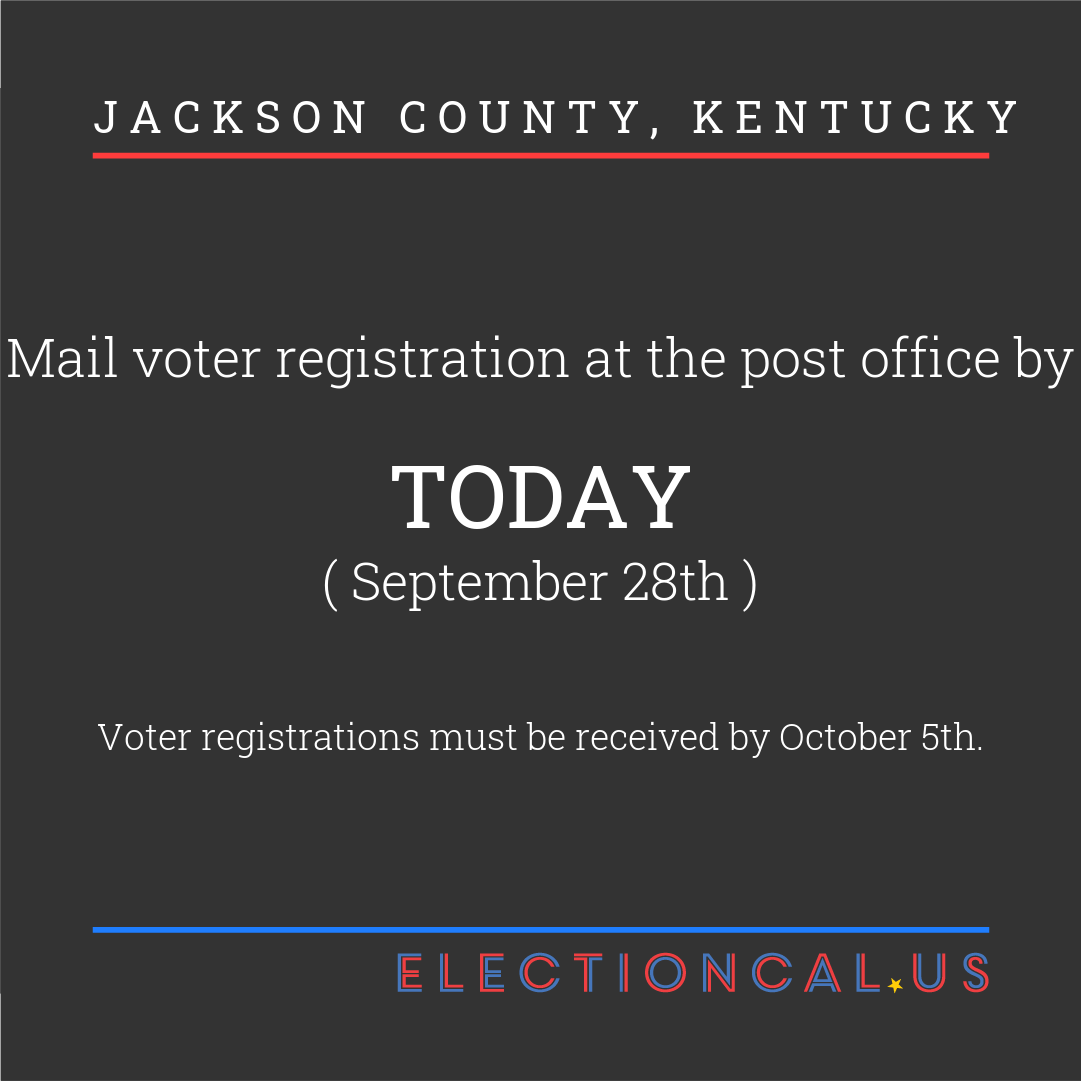 JACKSON COUNTY, KENTUCKY
Mail voter registration at the post office by
TODAY
( September 28th )
Voter registrations must be received by October 5th.
ELECTIONCAL.US